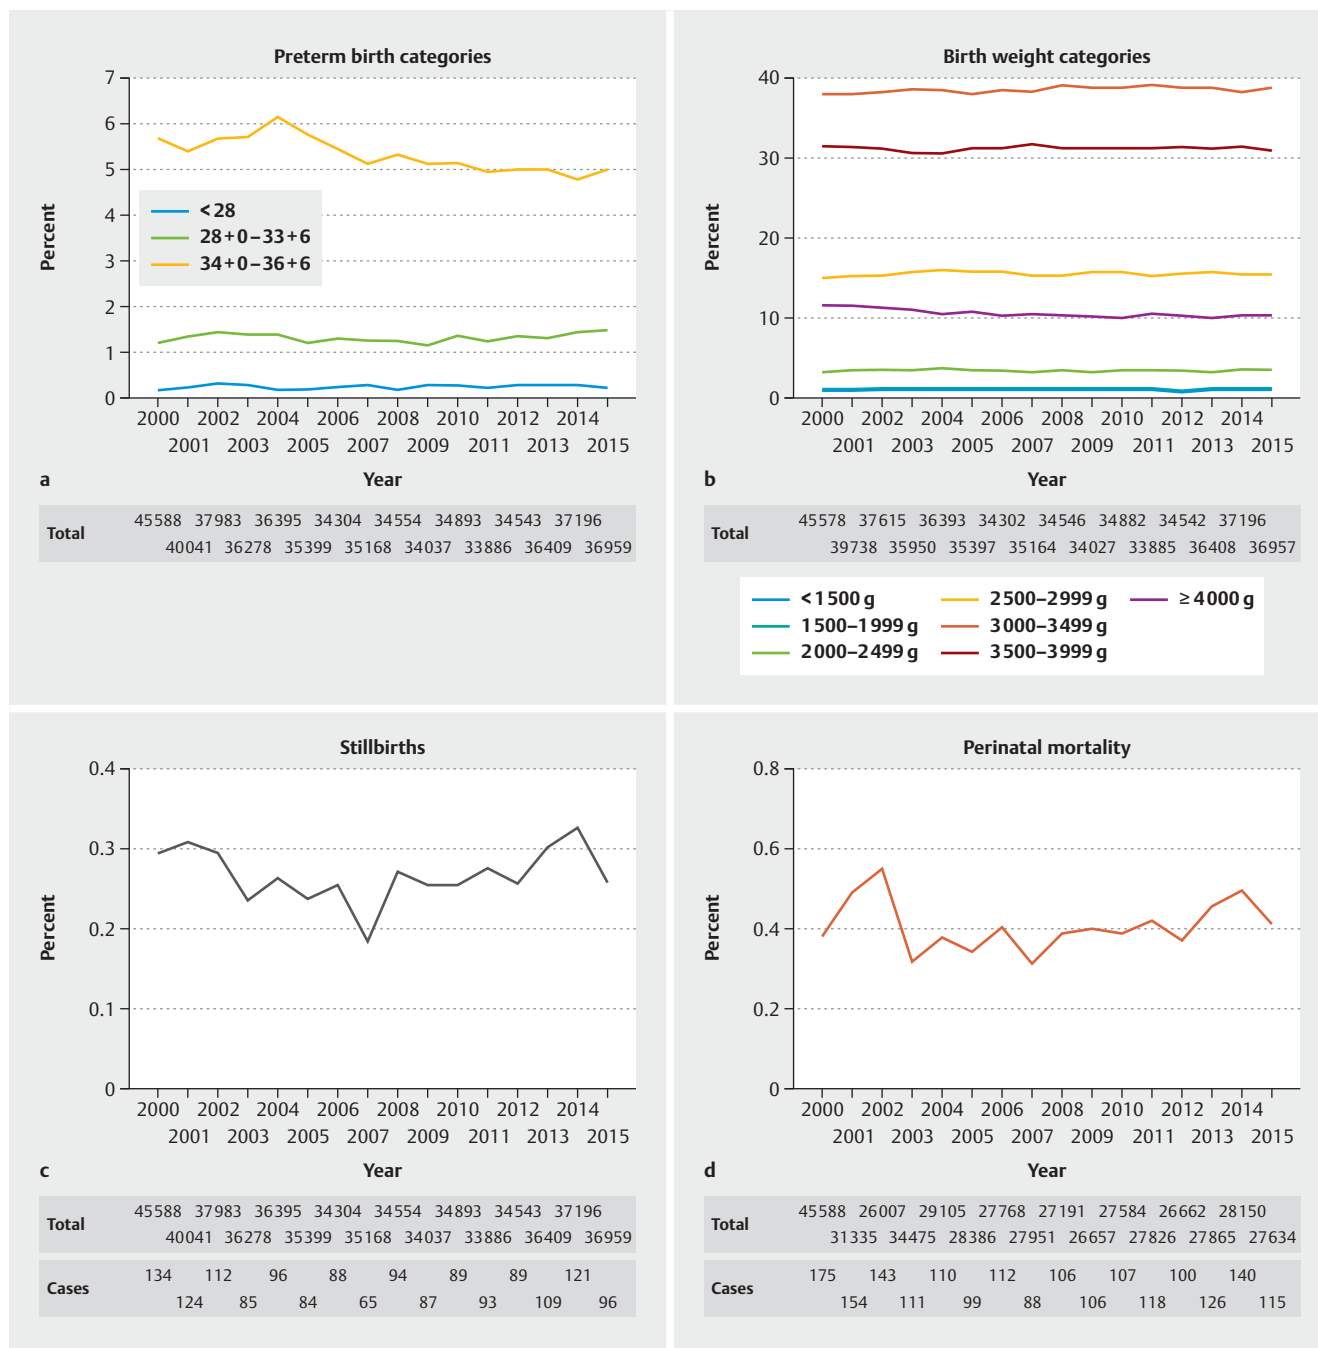 Preterm birth categories
7
6
5
4
3
2
1
0
Percent
<28
28+0–33+6
34+0–36+6
2000 2002 2004 2006 2008 2010 2012 2014
2001 2003 2005 2007 2009 2011 2013 2015
a
Year
Total
45588 37983 36395 34304 34554 34893 34543 37196
40041 36278 35399 35168 34037 33886 36409 36959
Birth weight categories
40
30
20
10
0
Percent
2000 2002 2004 2006 2008 2010 2012 2014
2001 2003 2005 2007 2009 2011 2013 2015
b
Year
Total
45578 37615 36393 34302 34546 34882 34542 37196
39738 35950 35397 35164 34027 33885 36408 36957
<1500 g 2500–2999 g ≥4000 g
1500–1999 g 3000–3499 g
2000–2499 g 3500–3999 g
Stillbirths
0.4
0.3
0.2
0.1
0
Percent
2000 2002 2004 2006 2008 2010 2012 2014
2001 2003 2005 2007 2009 2011 2013 2015
c
Year
Total
45588 37983 36395 34304 34554 34893 34543 37196
40041 36278 35399 35168 34037 33886 36409 36959
Cases
134 112 96 88 94 89 89 121
124 85 84 65 87 93 109 96
Perinatal mortality
0.8
0.6
0.4
0.2
0
Percent
2000 2002 2004 2006 2008 2010 2012 2014
2001 2003 2005 2007 2009 2011 2013 2015
d
Year
Total
45588 26007 29105 27768 27191 27584 26662 28150
31335 34475 28386 27951 26657 27826 27865 27634
Cases
175 143 110 112 106 107 100 140
154 111 99 88 106 118 126 115